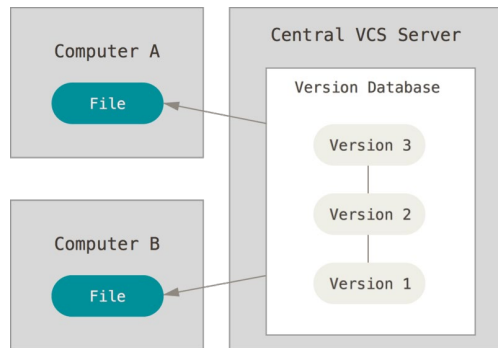 Computer A
File
Computer B
File
Central VCS Server
Version Database
Version 3
Version 2
Version 1